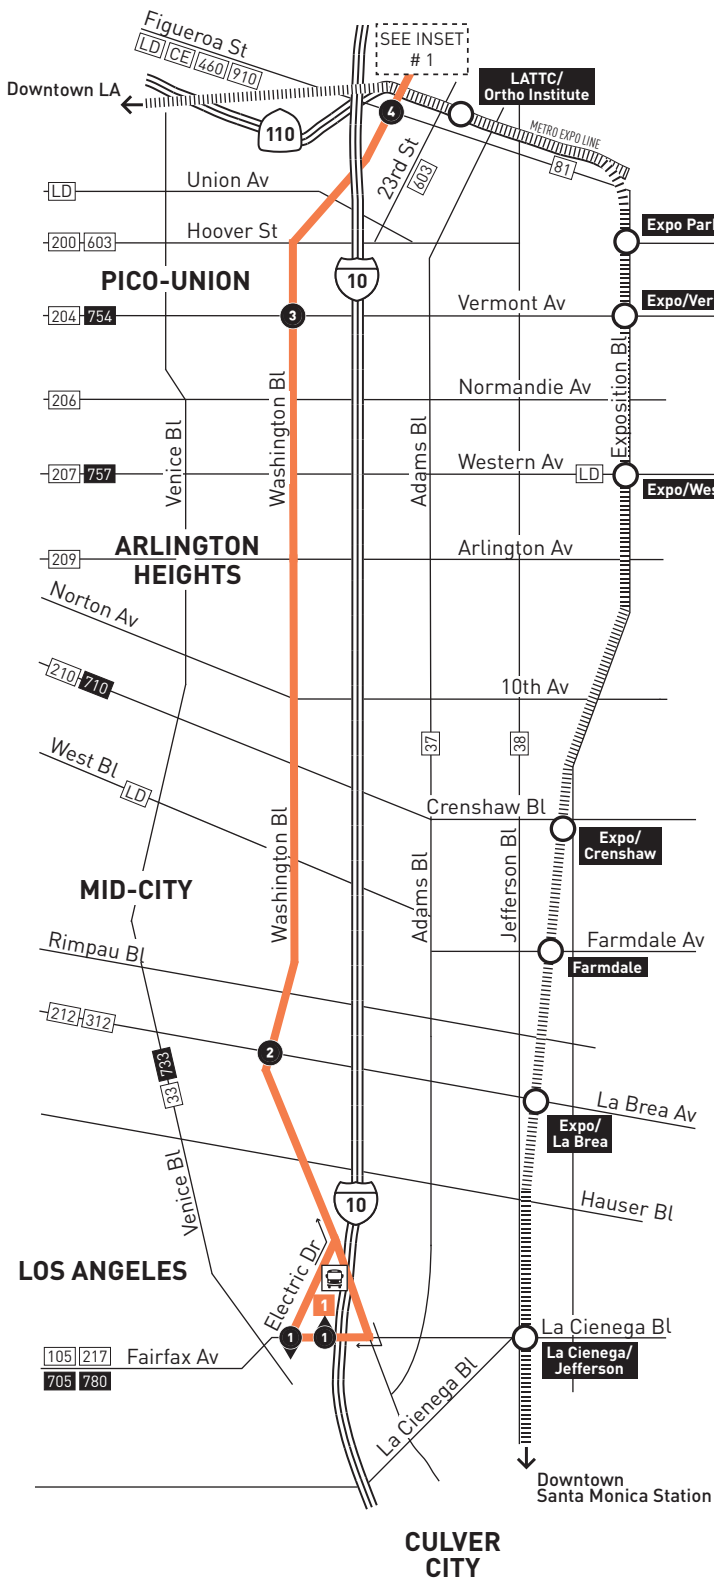 Figueroa St
LD CE 460 910
SEE INSET
# 1
Downtown LA
LATTC/
Ortho Institute
110
4
METRO EXPO LINE
23rd St
603
81
LD
Union Av
200 603
Hoover St
Expo Par
PICO-UNION
10
204 754
3
Vermont Av
Expo/Ver
206
Normandie Av
Venice Bl
Washington Bl
Adams Bl
Exposition Bl
207 757
Western Av
LD
Expo/Wes
ARLINGTON
HEIGHTS
209
Arlington Av
Norton Av
210 710
10th Av
West Bl
LD
37
38
Crenshaw Bl
Washington Bl
Adams Bl
Jefferson Bl
Expo/
Crenshaw
MID-CITY
Rimpau Bl
Farmdale Av
Farmdale
212 312
2
733
33
La Brea Av
Expo/
La Brea
Venice Bl
10
Hauser Bl
LOS ANGELES
Electric Dr
1
1
1
La Cienega Bl
105 217
Fairfax Av
705 780
La Cienega/
Jefferson
La Cienega Bl
Downtown
Santa Monica Station
CULVER
CITY